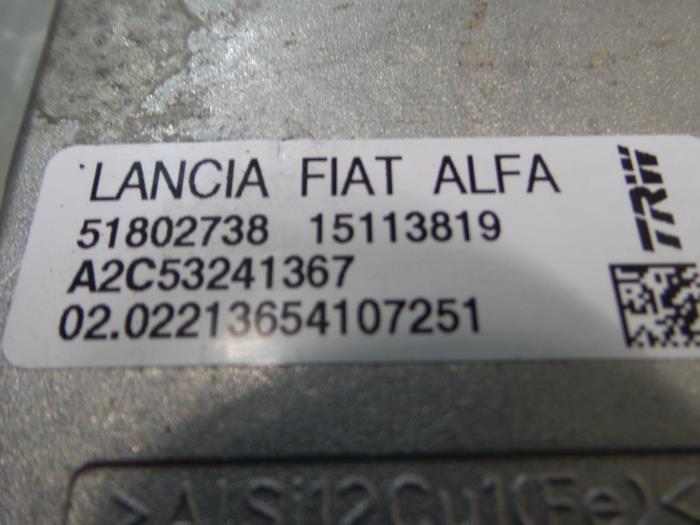 LANCIA FIAT ALFA
51802738 15113819
A2C53241367
02.02213654107251
TRW
>AlSi12Cu1(Fe)<